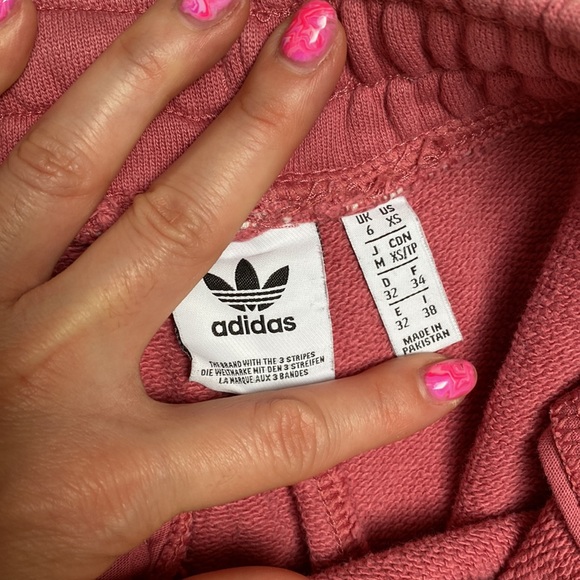 adidas
THE BRAND WITH THE 3 STRIPES
DIE WELTMARKE MIT DEN 3 STREIFEN
LA MARQUE AUX 3 BANDES
UK US
6 XS
J CDN
M XS/TP
D F
32 34
E I
32 38
MADE IN
PAKISTAN